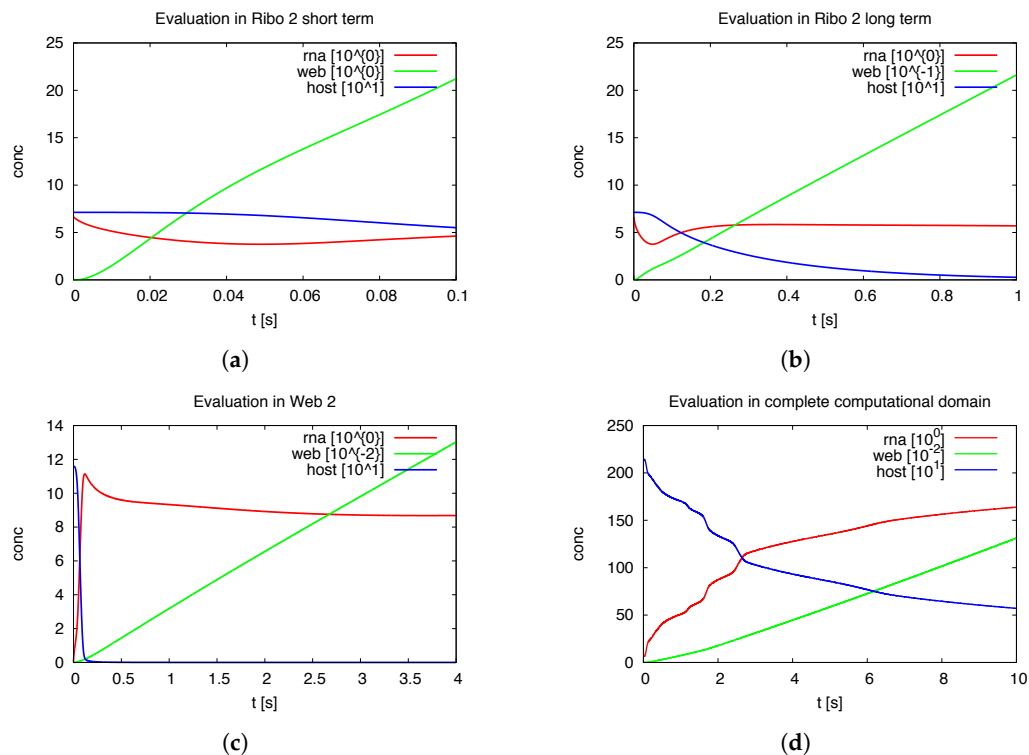 Evaluation in Ribo 2 short term
25
20
15
10
5
0
conc
rna [10^{0}]
web [10^{0}]
host [10^1]
0 0.02 0.04 0.06 0.08 0.1
t [s]
(a)
Evaluation in Ribo 2 long term
25
20
15
10
5
0
conc
rna [10^{0}]
web [10^{-1}]
host [10^1]
0 0.2 0.4 0.6 0.8 1
t [s]
(b)
Evaluation in Web 2
14
12
10
8
6
4
2
0
conc
rna [10^{0}]
web [10^{-2}]
host [10^1]
0 0.5 1 1.5 2 2.5 3 3.5 4
t [s]
(c)
Evaluation in complete computational domain
250
200
150
100
50
0
conc
rna [10⁰]
web [10⁻²]
host [10¹]
0 2 4 6 8 10
t [s]
(d)